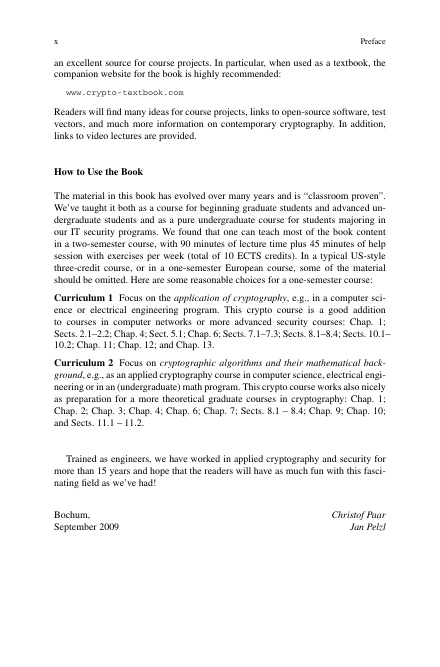 x Preface
an excellent source for course projects. In particular, when used as a textbook, the
companion website for the book is highly recommended:
www.crypto-textbook.com
Readers will find many ideas for course projects, links to open-source software, test
vectors, and much more information on contemporary cryptography. In addition,
links to video lectures are provided.
How to Use the Book
The material in this book has evolved over many years and is “classroom proven”.
We’ve taught it both as a course for beginning graduate students and advanced un-
dergraduate students and as a pure undergraduate course for students majoring in
our IT security programs. We found that one can teach most of the book content
in a two-semester course, with 90 minutes of lecture time plus 45 minutes of help
session with exercises per week (total of 10 ECTS credits). In a typical US-style
three-credit course, or in a one-semester European course, some of the material
should be omitted. Here are some reasonable choices for a one-semester course:
Curriculum 1 Focus on the application of cryptography, e.g., in a computer sci-
ence or electrical engineering program. This crypto course is a good addition
to courses in computer networks or more advanced security courses: Chap. 1;
Sects. 2.1–2.2; Chap. 4; Sect. 5.1; Chap. 6; Sects. 7.1–7.3; Sects. 8.1–8.4; Sects. 10.1–
10.2; Chap. 11; Chap. 12; and Chap. 13.
Curriculum 2 Focus on cryptographic algorithms and their mathematical back-
ground, e.g., as an applied cryptography course in computer science, electrical engi-
neering or in an (undergraduate) math program. This crypto course works also nicely
as preparation for a more theoretical graduate courses in cryptography: Chap. 1;
Chap. 2; Chap. 3; Chap. 4; Chap. 6; Chap. 7; Sects. 8.1 – 8.4; Chap. 9; Chap. 10;
and Sects. 11.1 – 11.2.
Trained as engineers, we have worked in applied cryptography and security for
more than 15 years and hope that the readers will have as much fun with this fasci-
nating field as we’ve had!
Bochum, Christof Paar
September 2009 Jan Pelzl